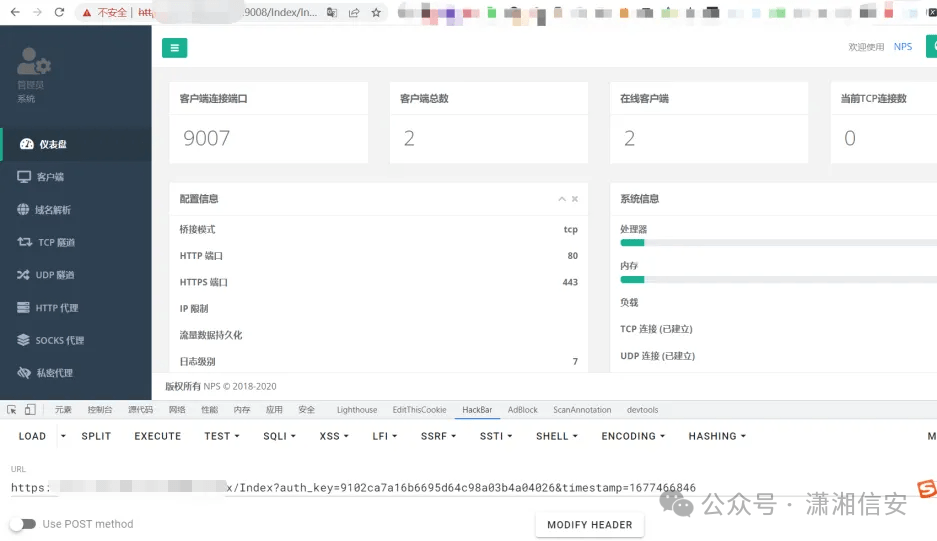 不安全 :9008/Index/In...
管理员
系统
仪表盘
客户端
域名解析
TCP 隧道
UDP 隧道
HTTP 代理
SOCKS 代理
私密代理
欢迎使用 NPS
客户端连接端口
9007
客户端总数
2
在线客户端
2
当前TCP连接数
0
配置信息
桥接模式 tcp
HTTP 端口 80
HTTPS 端口 443
IP 限制
流量数据持久化
日志级别 7
系统信息
处理器
内存
负载
TCP 连接 (已建立)
UDP 连接 (已建立)
版权所有 NPS © 2018-2020
元素 控制台 源代码 网络 性能 内存 应用 安全 Lighthouse EditThisCookie HackBar AdBlock ScanAnnotation devtools
LOAD SPLIT EXECUTE TEST SQLI XSS LFI SSRF SSTI SHELL ENCODING HASHING M
URL
https: x/Index?auth_key=9102ca7a16b6695d64c98a03b4a04026&timestamp=1677466846
Use POST method
MODIFY HEADER
公众号 · 潇湘信安